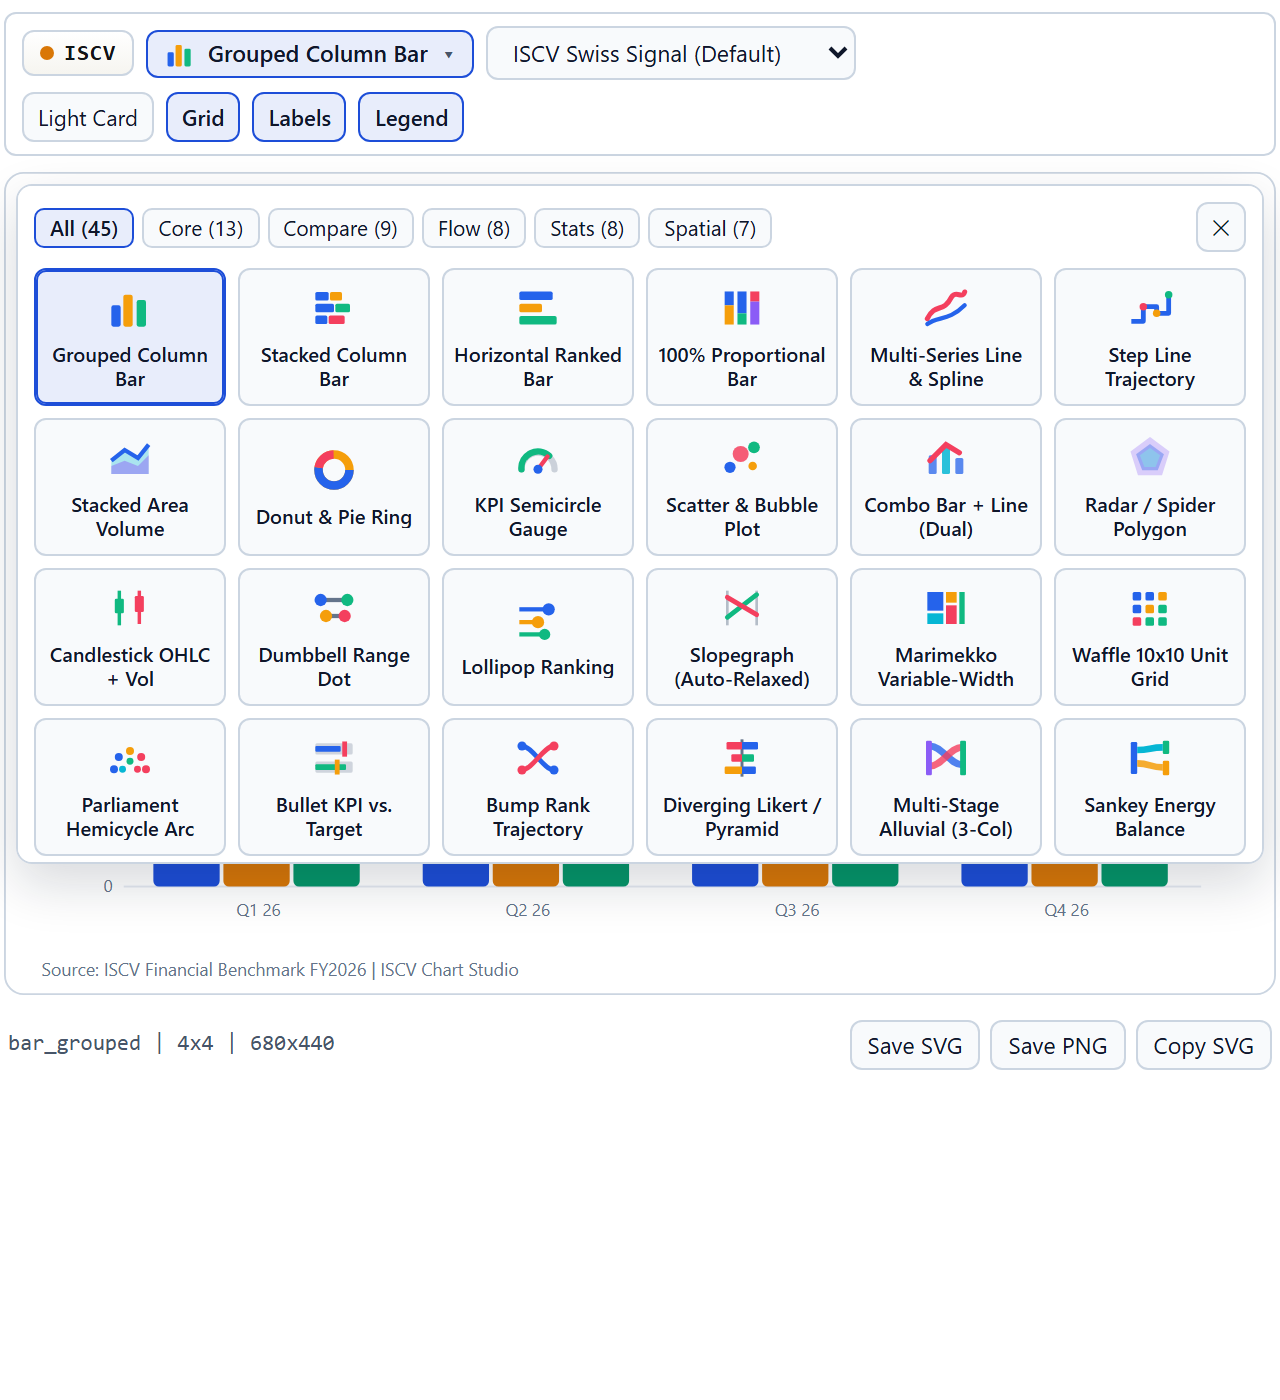 ISCV
Grouped Column Bar
ISCV Swiss Signal (Default)
Light Card
Grid
Labels
Legend
All (45)
Core (13)
Compare (9)
Flow (8)
Stats (8)
Spatial (7)
Grouped Column
Bar
Stacked Column
Bar
Horizontal Ranked
Bar
100% Proportional
Bar
Multi-Series Line
& Spline
Step Line
Trajectory
Stacked Area
Volume
Donut & Pie Ring
KPI Semicircle
Gauge
Scatter & Bubble
Plot
Combo Bar + Line
(Dual)
Radar / Spider
Polygon
Candlestick OHLC
+ Vol
Dumbbell Range
Dot
Lollipop Ranking
Slopegraph
(Auto-Relaxed)
Marimekko
Variable-Width
Waffle 10x10 Unit
Grid
Parliament
Hemicycle Arc
Bullet KPI vs.
Target
Bump Rank
Trajectory
Diverging Likert /
Pyramid
Multi-Stage
Alluvial (3-Col)
Sankey Energy
Balance
0
Q1 26
Q2 26
Q3 26
Q4 26
Source: ISCV Financial Benchmark FY2026 | ISCV Chart Studio
bar_grouped | 4x4 | 680x440
Save SVG
Save PNG
Copy SVG